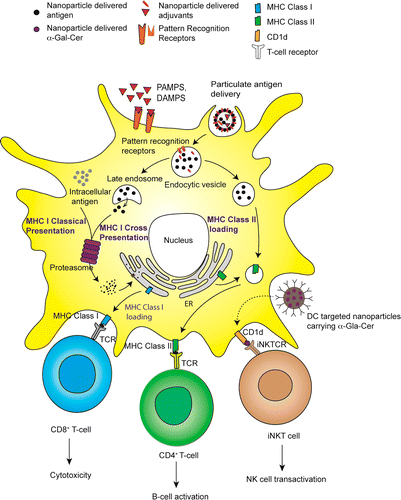 Nanoparticle delivered
antigen
Nanoparticle delivered
α-Gal-Cer
Nanoparticle delivered
adjuvants
Pattern Recognition
Receptors
MHC Class I
MHC Class II
CD1d
T-cell receptor
PAMPS,
DAMPS
Particulate antigen
delivery
Pattern recognition
receptors
Late endosome
Endocytic vesicle
Intracellular
antigen
MHC I Classical
Presentation
MHC I Cross
Presentation
MHC Class II
loading
Nucleus
Proteasome
ER
MHC Class I
loading
DC targeted nanoparticles
carrying α-Gla-Cer
MHC Class I
TCR
MHC Class II
TCR
CD1d
iNKTCR
CD8+ T-cell
CD4+ T-cell
iNKT cell
Cytotoxicity
B-cell activation
NK cell transactivation